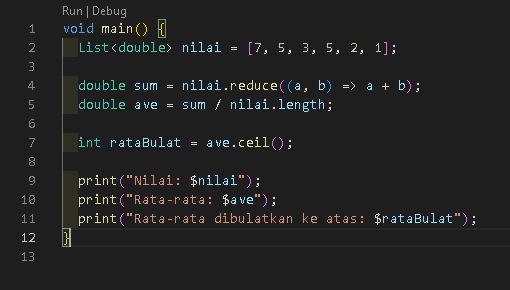 Run | Debug
1 void main() {
2   List<double> nilai = [7, 5, 3, 5, 2, 1];
3
4   double sum = nilai.reduce((a, b) => a + b);
5   double ave = sum / nilai.length;
6
7   int rataBulat = ave.ceil();
8
9   print("Nilai: $nilai");
10   print("Rata-rata: $ave");
11   print("Rata-rata dibulatkan ke atas: $rataBulat");
12 }
13